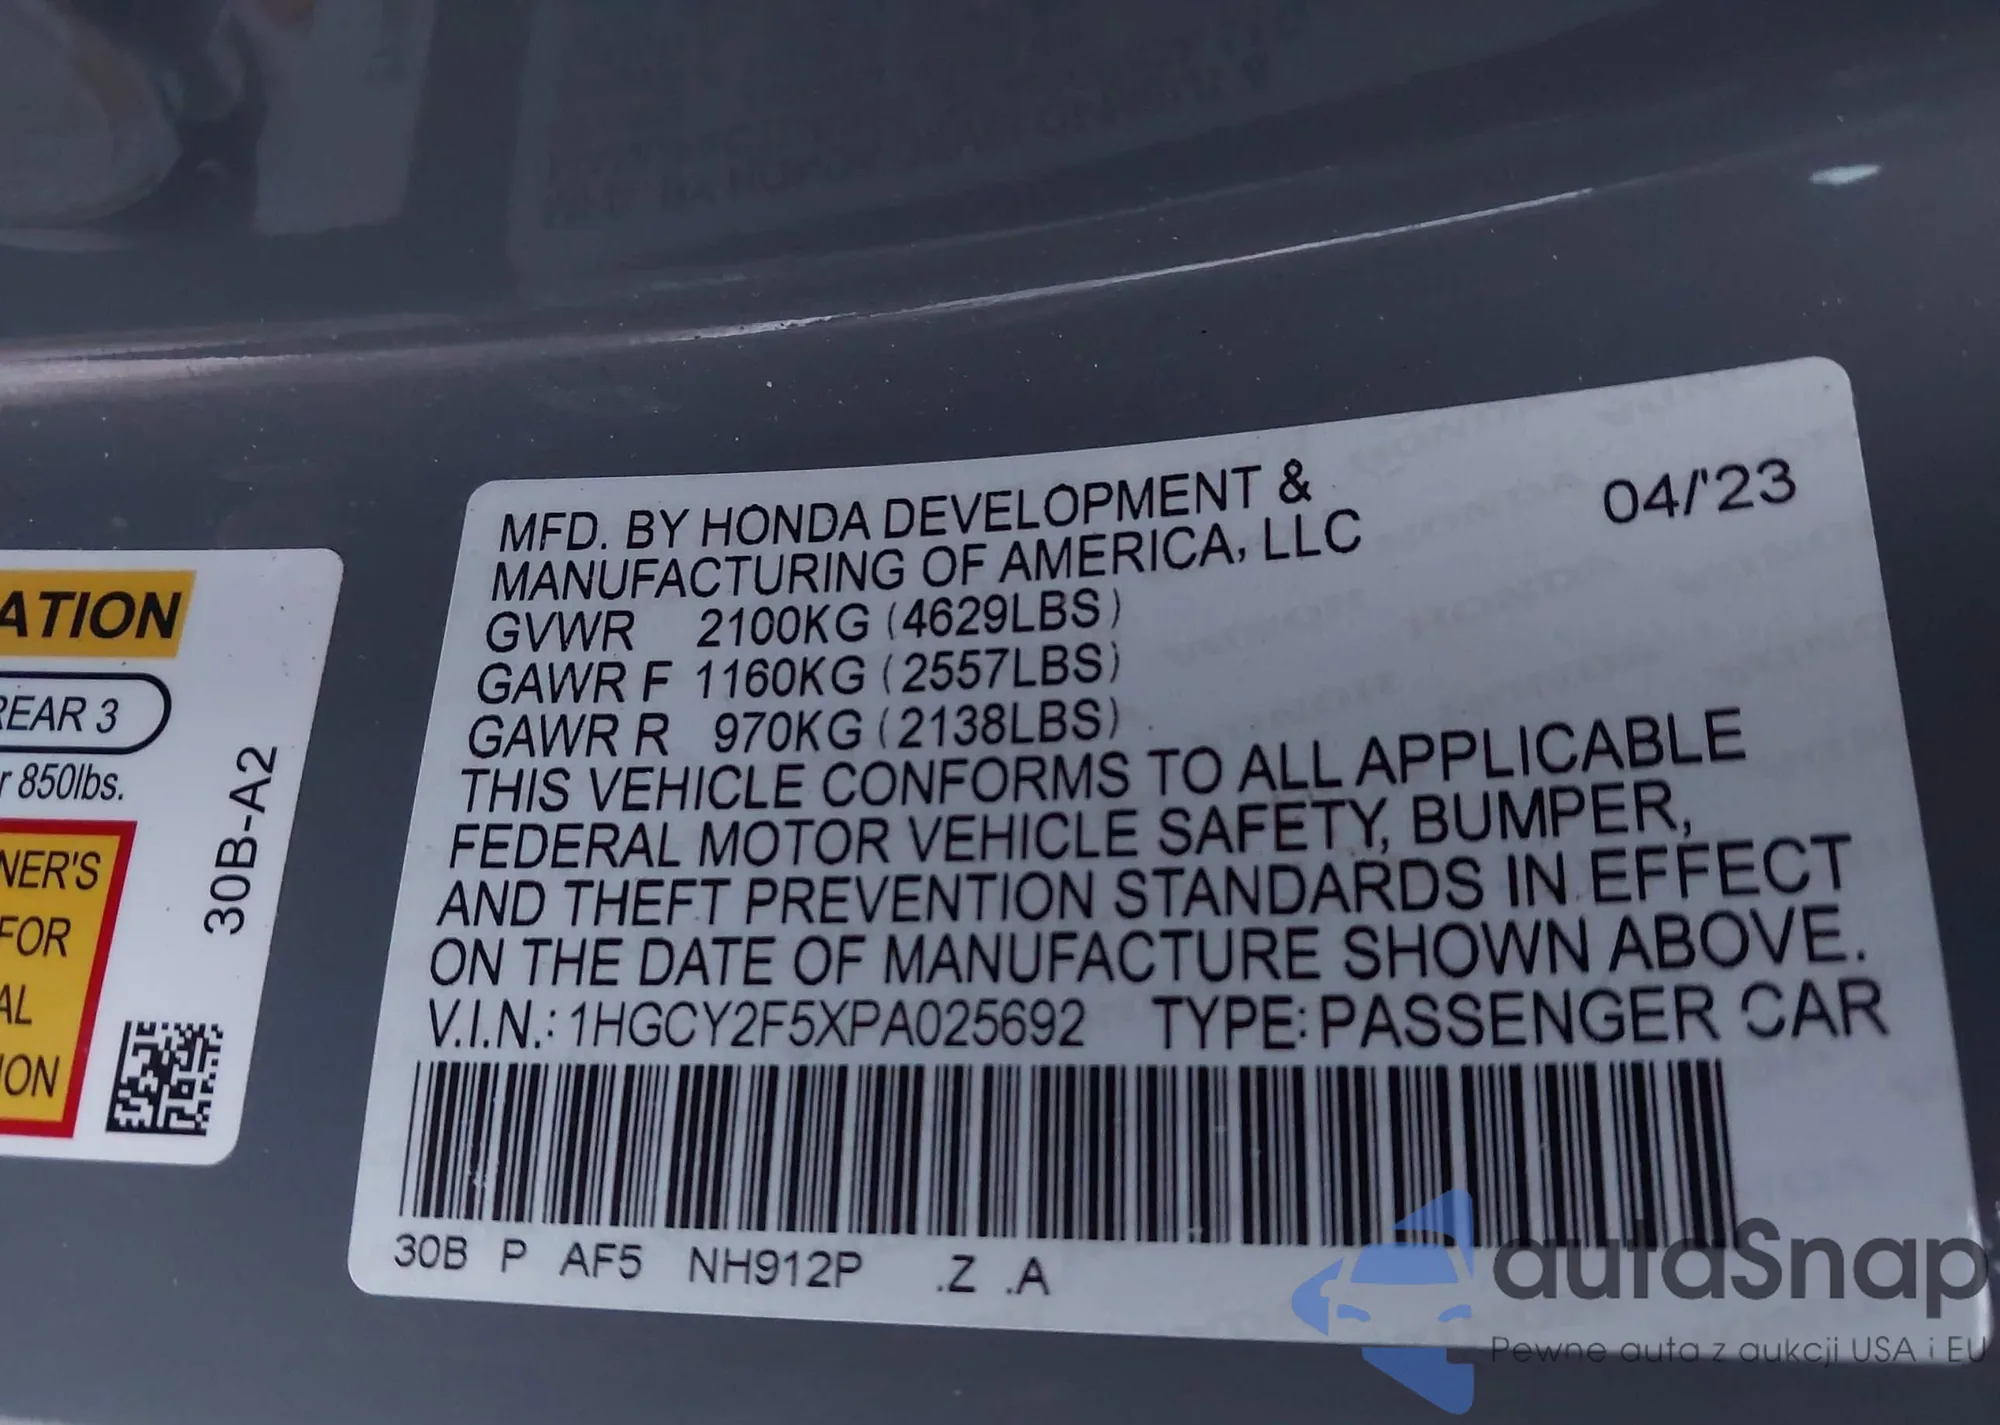 MFD. BY HONDA DEVELOPMENT &
MANUFACTURING OF AMERICA, LLC
04/'23
GVWR 2100KG (4629LBS)
GAWR F 1160KG (2557LBS)
GAWR R 970KG (2138LBS)
THIS VEHICLE CONFORMS TO ALL APPLICABLE
FEDERAL MOTOR VEHICLE SAFETY, BUMPER,
AND THEFT PREVENTION STANDARDS IN EFFECT
ON THE DATE OF MANUFACTURE SHOWN ABOVE.
V.I.N.: 1HGCY2F5XPA025692 TYPE: PASSENGER CAR
30B P AF5 NH912P .Z .A
ATION
REAR 3
r 850lbs.
NER'S
FOR
AL
ION
30B-A2
autaSnap
Pewne auta z aukcji USA i EU